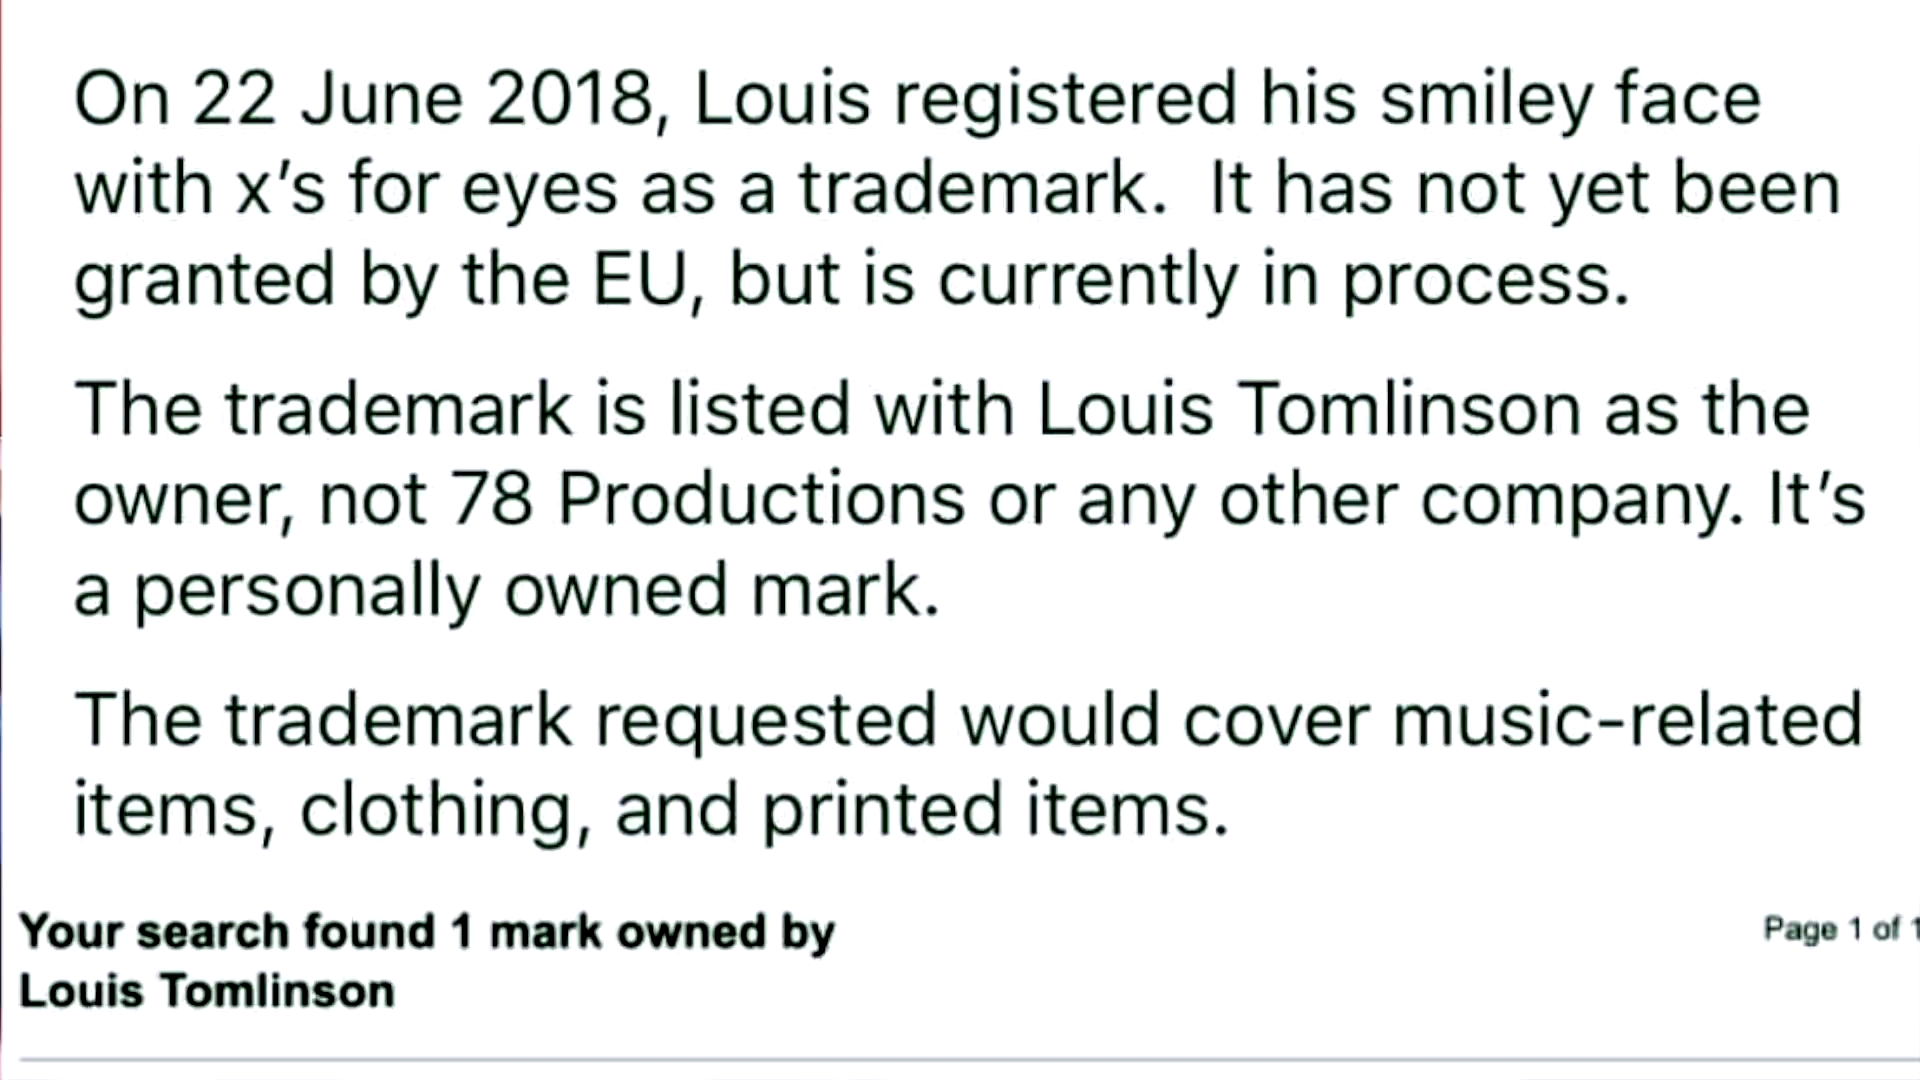 On 22 June 2018, Louis registered his smiley face
with x’s for eyes as a trademark.  It has not yet been
granted by the EU, but is currently in process.
The trademark is listed with Louis Tomlinson as the
owner, not 78 Productions or any other company. It’s
a personally owned mark.
The trademark requested would cover music-related
items, clothing, and printed items.
Your search found 1 mark owned by
Louis Tomlinson
Page 1 of 1